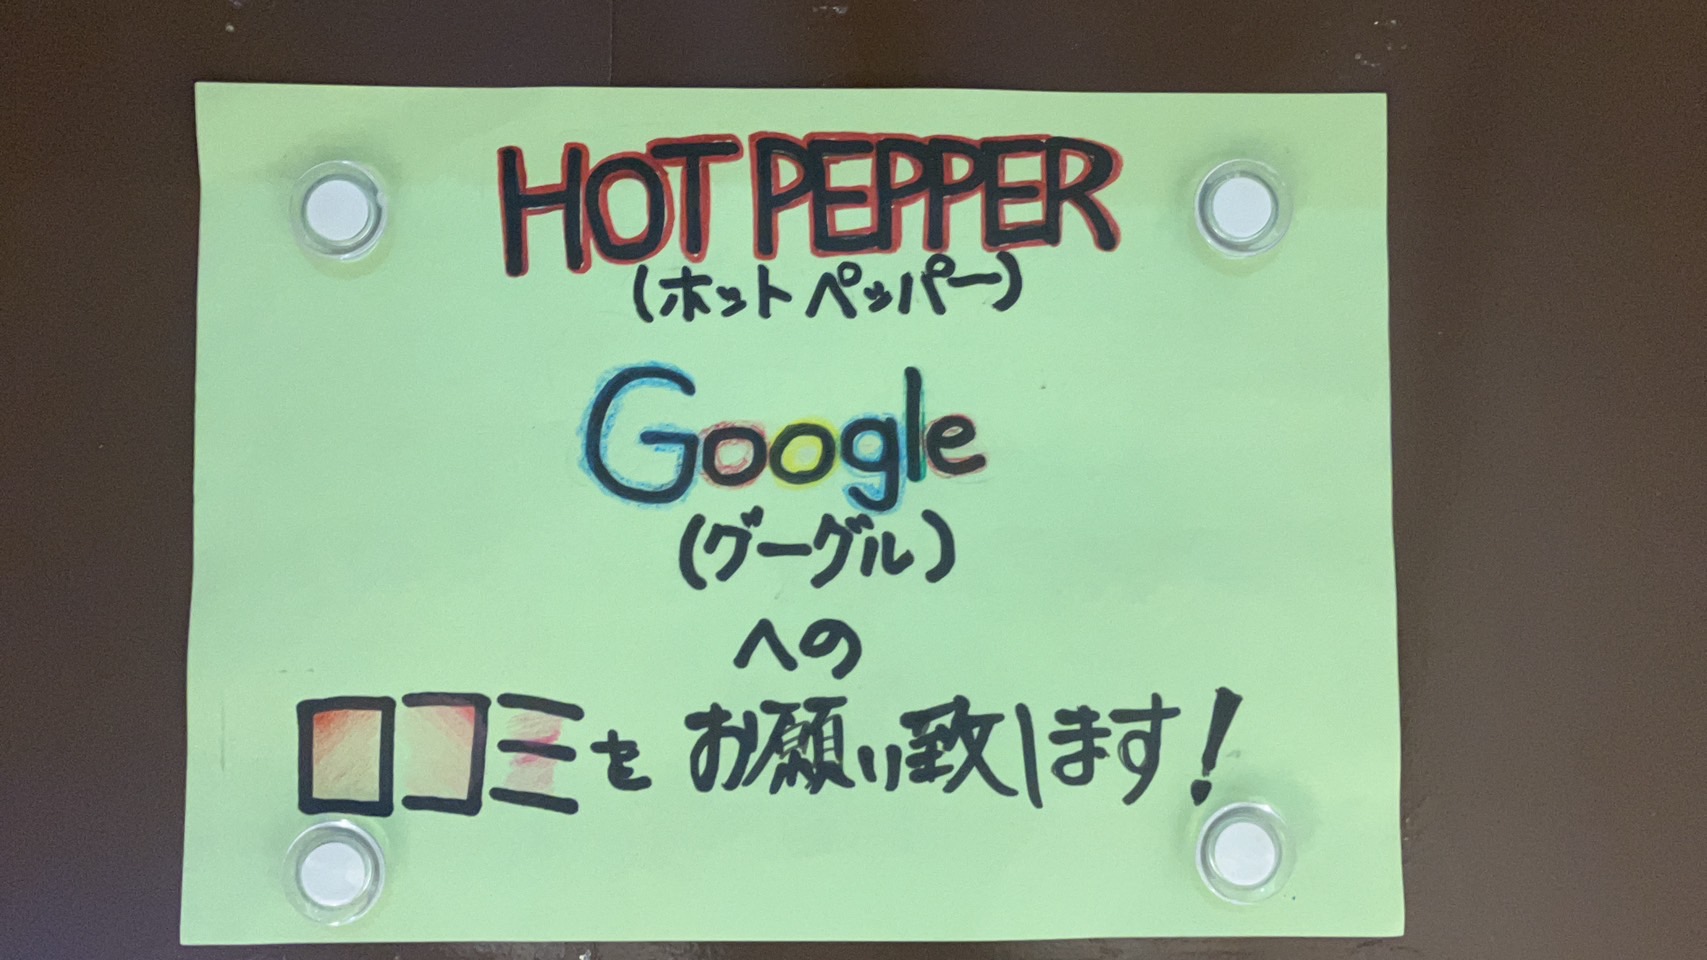 HOT PEPPER
(ホットペッパー)
Google
(グーグル)
への
口コミをお願い致します!